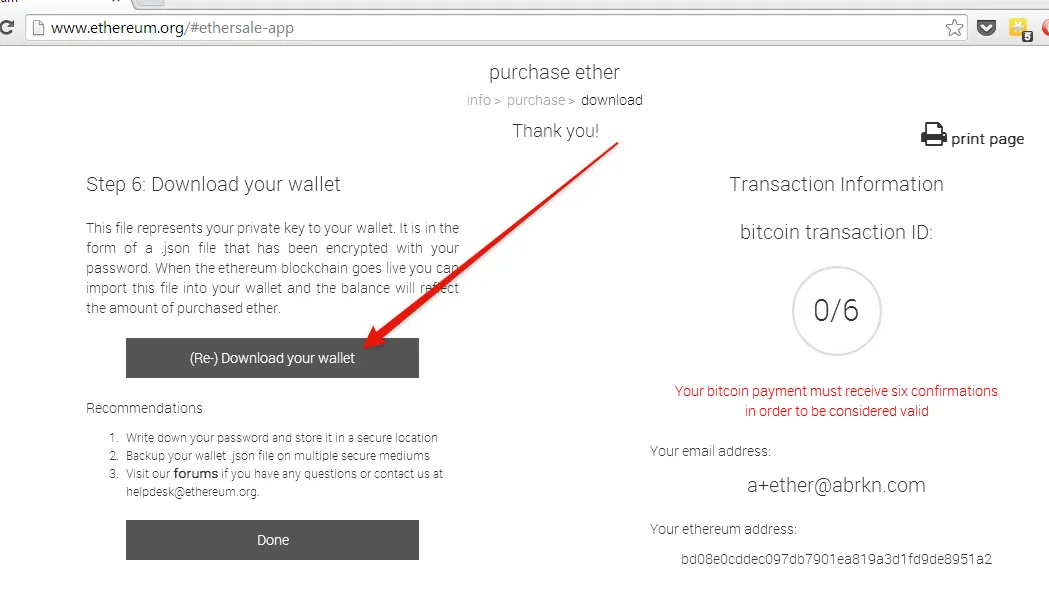 www.ethereum.org/#ethersale-app
5
purchase ether
info > purchase > download
Thank you!
print page
Step 6: Download your wallet
This file represents your private key to your wallet. It is in the
form of a .json file that has been encrypted with your
password. When the ethereum blockchain goes live you can
import this file into your wallet and the balance will reflect
the amount of purchased ether.
(Re-) Download your wallet
Recommendations
1. Write down your password and store it in a secure location
2. Backup your wallet .json file on multiple secure mediums
3. Visit our forums if you have any questions or contact us at
helpdesk@ethereum.org.
Done
Transaction Information
bitcoin transaction ID:
0/6
Your bitcoin payment must receive six confirmations
in order to be considered valid
Your email address:
a+ether@abrkn.com
Your ethereum address:
bd08e0cddec097db7901ea819a3d1fd9de8951a2